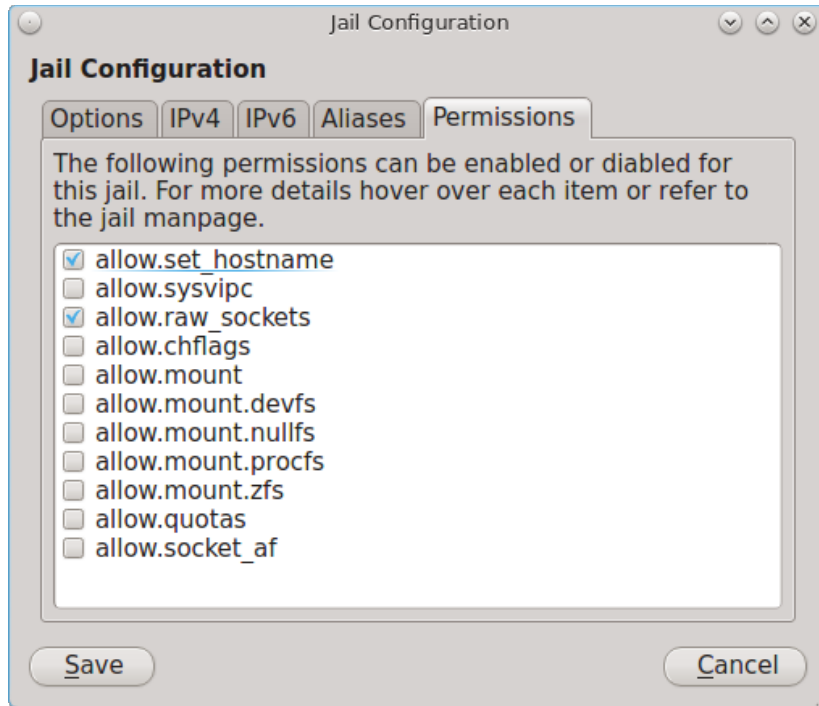 Jail Configuration
Jail Configuration
Options IPv4 IPv6 Aliases Permissions
The following permissions can be enabled or diabled for
this jail. For more details hover over each item or refer to
the jail manpage.
allow.set_hostname
allow.sysvipc
allow.raw_sockets
allow.chflags
allow.mount
allow.mount.devfs
allow.mount.nullfs
allow.mount.procfs
allow.mount.zfs
allow.quotas
allow.socket_af
Save Cancel